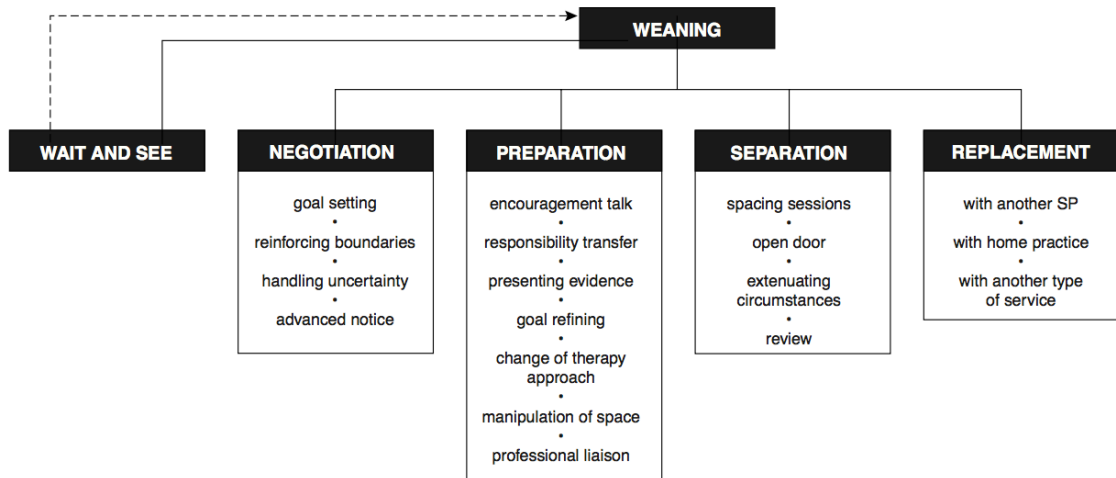 WEANING
WAIT AND SEE
NEGOTIATION
goal setting
•
reinforcing boundaries
•
handling uncertainty
•
advanced notice
PREPARATION
encouragement talk
•
responsibility transfer
•
presenting evidence
•
goal refining
•
change of therapy
approach
•
manipulation of space
•
professional liaison
SEPARATION
spacing sessions
•
open door
•
extenuating
circumstances
•
review
REPLACEMENT
with another SP
•
with home practice
•
with another type
of service